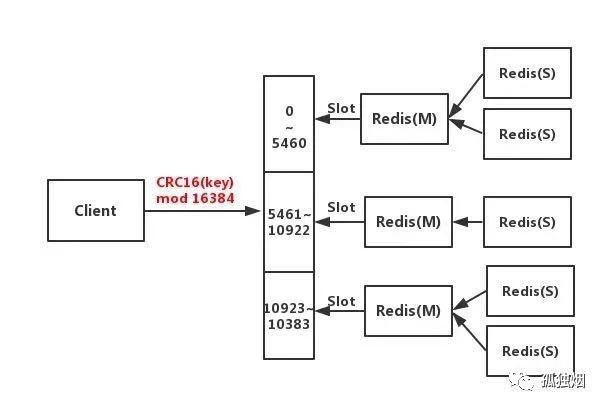 Client
CRC16(key)
mod 16384
0
~
5460
5461~
10922
10923~
10383
Slot
Redis(M)
Redis(S)
Redis(S)
Slot
Redis(M)
Redis(S)
Slot
Redis(M)
Redis(S)
Redis(S)
孤独烟